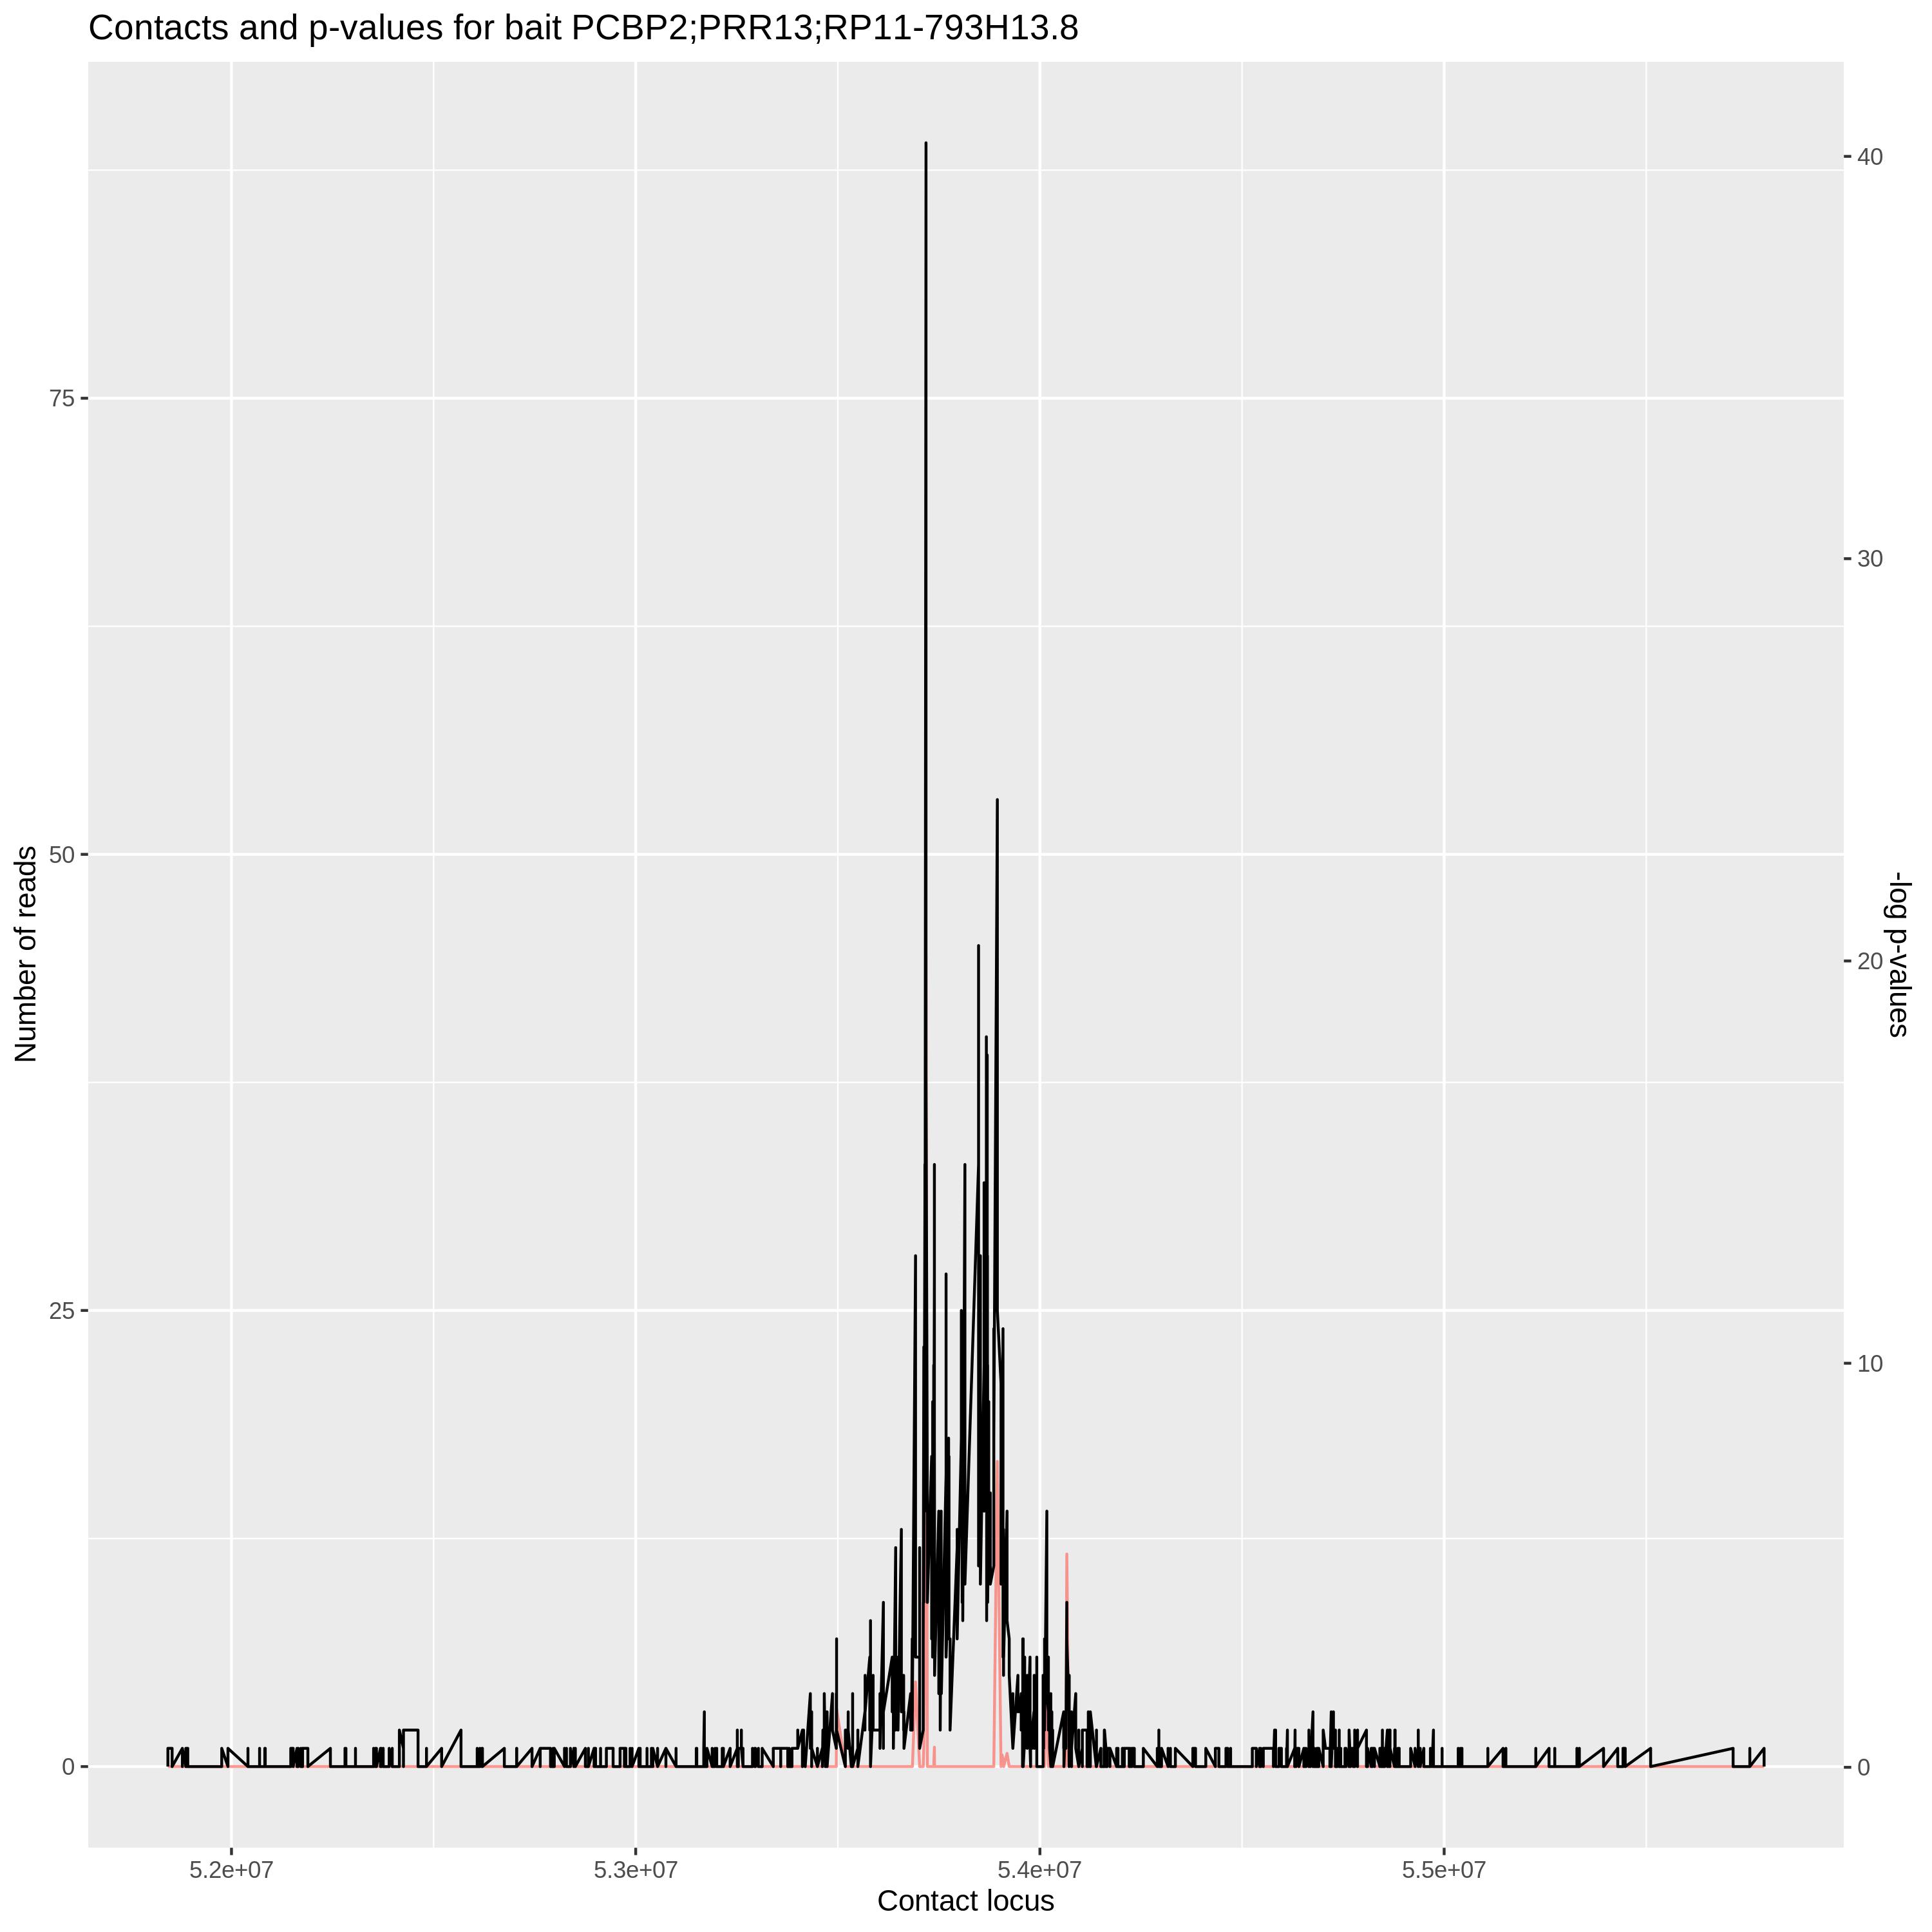 Contacts and p-values for bait PCBP2;PRR13;RP11-793H13.8
75
50
25
0
Number of reads
40
30
20
10
0
-log p-values
5.2e+07
5.3e+07
5.4e+07
5.5e+07
Contact locus